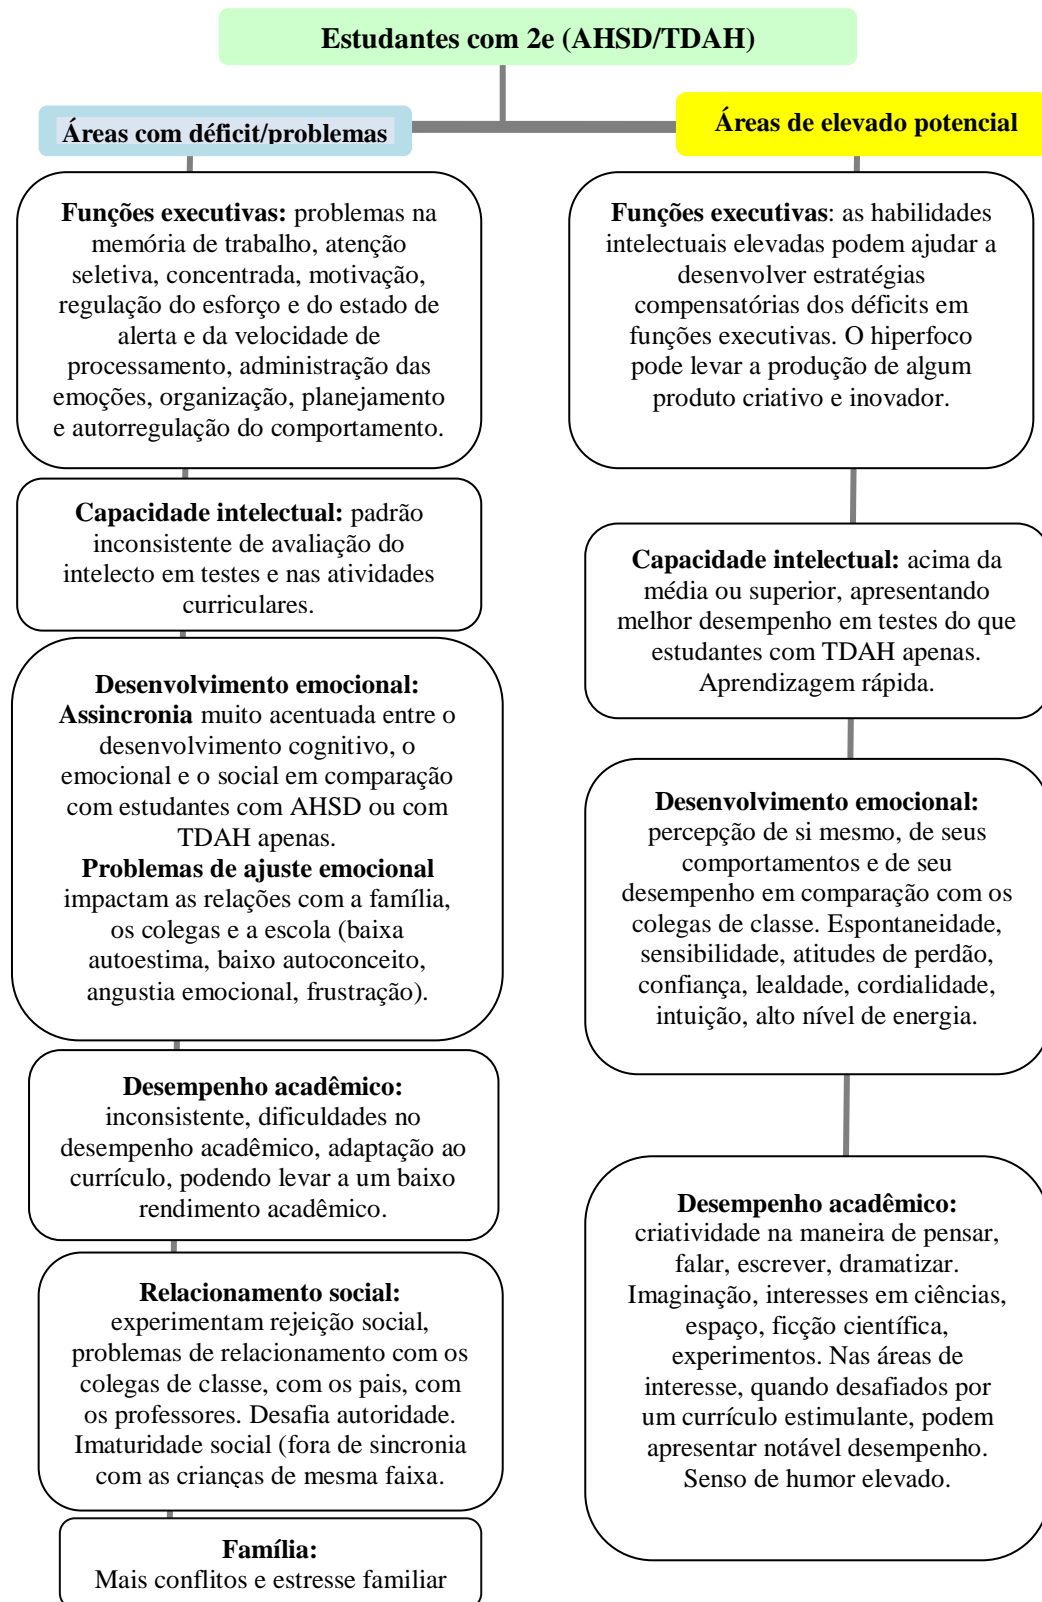 Estudantes com 2e (AHSD/TDAH)
Áreas com déficit/problemas
Funções executivas: problemas na
memória de trabalho, atenção
seletiva, concentrada, motivação,
regulação do esforço e do estado de
alerta e da velocidade de
processamento, administração das
emoções, organização, planejamento
e autorregulação do comportamento.
Capacidade intelectual: padrão
inconsistente de avaliação do
intelecto em testes e nas atividades
curriculares.
Desenvolvimento emocional:
Assincronia muito acentuada entre o
desenvolvimento cognitivo, o
emocional e o social em comparação
com estudantes com AHSD ou com
TDAH apenas.
Problemas de ajuste emocional
impactam as relações com a família,
os colegas e a escola (baixa
autoestima, baixo autoconceito,
angustia emocional, frustração).
Desempenho acadêmico:
inconsistente, dificuldades no
desempenho acadêmico, adaptação ao
currículo, podendo levar a um baixo
rendimento acadêmico.
Relacionamento social:
experimentam rejeição social,
problemas de relacionamento com os
colegas de classe, com os pais, com
os professores. Desafia autoridade.
Imaturidade social (fora de sincronia
com as crianças de mesma faixa.
Família:
Mais conflitos e estresse familiar
Áreas de elevado potencial
Funções executivas: as habilidades
intelectuais elevadas podem ajudar a
desenvolver estratégias
compensatórias dos déficits em
funções executivas. O hiperfoco
pode levar a produção de algum
produto criativo e inovador.
Capacidade intelectual: acima da
média ou superior, apresentando
melhor desempenho em testes do que
estudantes com TDAH apenas.
Aprendizagem rápida.
Desenvolvimento emocional:
percepção de si mesmo, de seus
comportamentos e de seu
desempenho em comparação com os
colegas de classe. Espontaneidade,
sensibilidade, atitudes de perdão,
confiança, lealdade, cordialidade,
intuição, alto nível de energia.
Desempenho acadêmico:
criatividade na maneira de pensar,
falar, escrever, dramatizar.
Imaginação, interesses em ciências,
espaço, ficção científica,
experimentos. Nas áreas de
interesse, quando desafiados por
um currículo estimulante, podem
apresentar notável desempenho.
Senso de humor elevado.